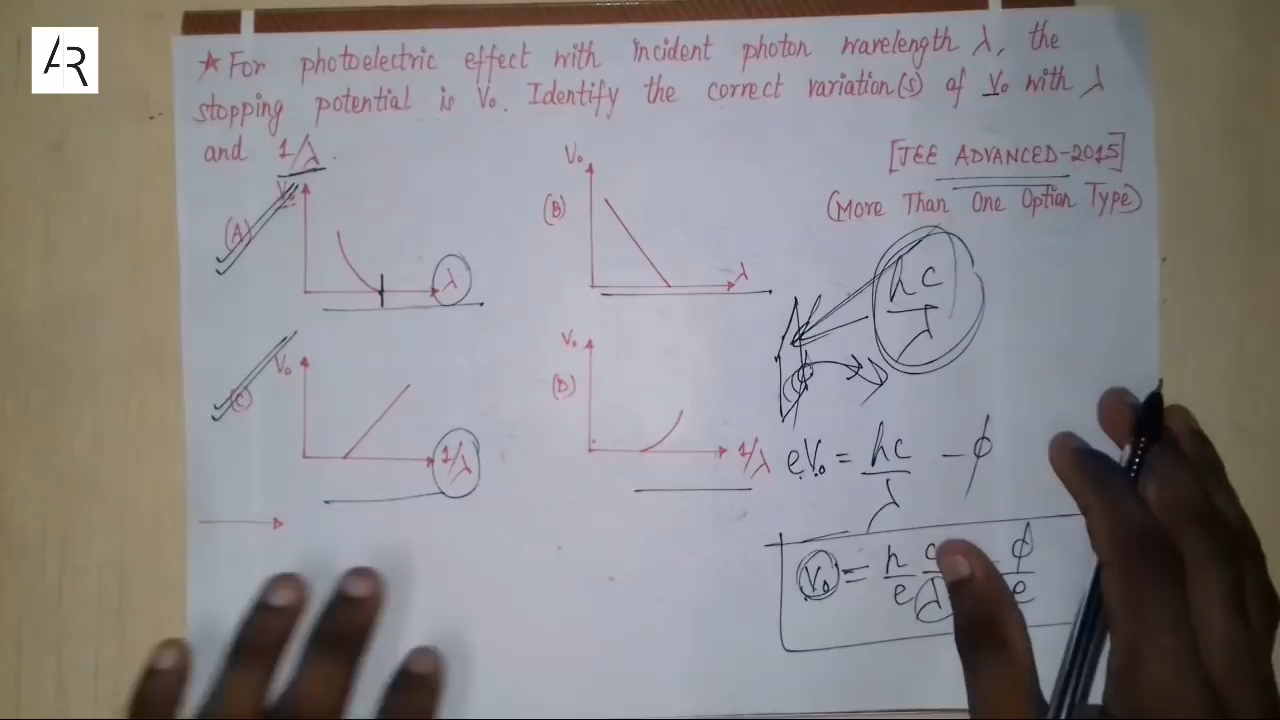 AR
★ For photoelectric effect with incident photon wavelength λ, the
stopping potential is V₀. Identify the correct variation(s) of V₀ with λ
and 1/λ.
[JEE ADVANCED-2015]
(More Than One Option Type)
(A)
λ
(B)
V₀
λ
(C)
V₀
1/λ
(D)
V₀
1/λ
hc/λ
eV₀ = hc/λ - ϕ
V₀ = h/e c/λ ϕ/e